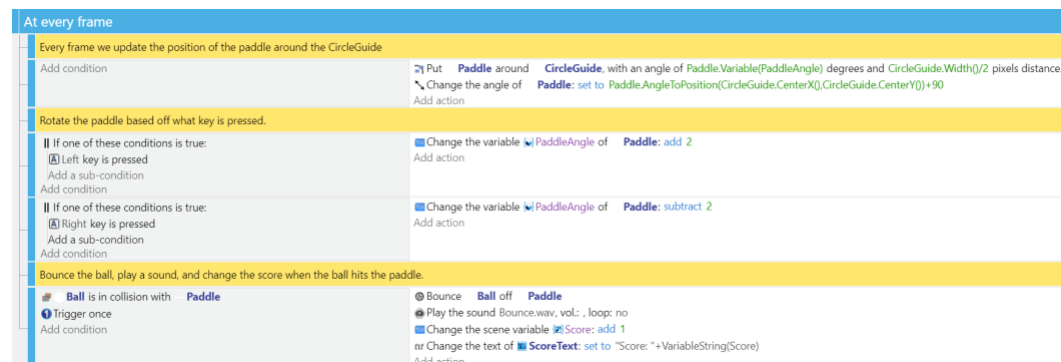 At every frame
Every frame we update the position of the paddle around the CircleGuide
Add condition
Put Paddle around CircleGuide, with an angle of Paddle.Variable(PaddleAngle) degrees and CircleGuide.Width()/2 pixels distance
Change the angle of Paddle: set to Paddle.AngleToPosition(CircleGuide.CenterX(),CircleGuide.CenterY())+90
Add action
Rotate the paddle based off what key is pressed.
If one of these conditions is true:
Left key is pressed
Add a sub-condition
Add condition
Change the variable PaddleAngle of Paddle: add 2
Add action
If one of these conditions is true:
Right key is pressed
Add a sub-condition
Add condition
Change the variable PaddleAngle of Paddle: subtract 2
Add action
Bounce the ball, play a sound, and change the score when the ball hits the paddle.
Ball is in collision with Paddle
Trigger once
Add condition
Bounce Ball off Paddle
Play the sound Bounce.wav, vol.: , loop: no
Change the scene variable Score: add 1
Change the text of ScoreText: set to "Score: "+VariableString(Score)
Add action